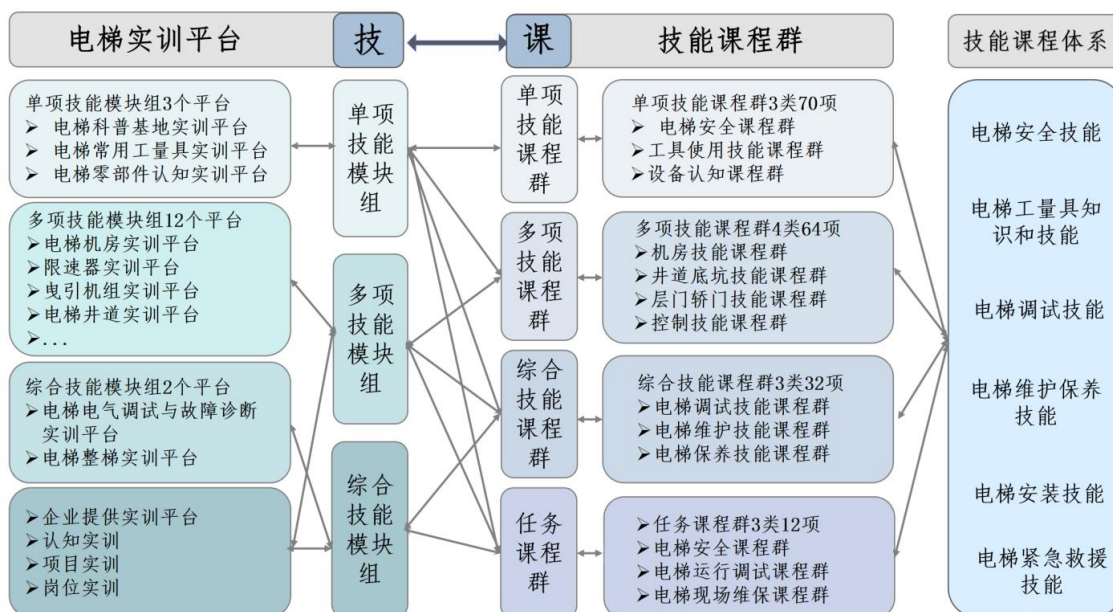 电梯实训平台
技
课
技能课程群
技能课程体系
单项技能模块组3个平台
➢ 电梯科普基地实训平台
➢ 电梯常用工量具实训平台
➢ 电梯零部件认知实训平台
多项技能模块组12个平台
➢电梯机房实训平台
➢限速器实训平台
➢曳引机组实训平台
➢电梯井道实训平台
➢...
综合技能模块组2个平台
➢电梯电气调试与故障诊断
实训平台
➢电梯整梯实训平台
➢企业提供实训平台
➢认知实训
➢项目实训
➢岗位实训
单项
技能
模块
组
多项
技能
模块
组
综合
技能
模块
组
单项
技能
课程
群
多项
技能
课程
群
综合
技能
课程
群
任务
课程
群
单项技能课程群3类70项
➢ 电梯安全课程群
➢工具使用技能课程群
➢设备认知课程群
多项技能课程群4类64项
➢机房技能课程群
➢井道底坑技能课程群
➢层门轿门技能课程群
➢控制技能课程群
综合技能课程群3类32项
➢电梯调试技能课程群
➢电梯维护技能课程群
➢电梯保养技能课程群
➢任务课程群3类12项
➢电梯安全课程群
➢电梯运行调试课程群
➢电梯现场维保课程群
电梯安全技能
电梯工量具知
识和技能
电梯调试技能
电梯维护保养
技能
电梯安装技能
电梯紧急救援
技能